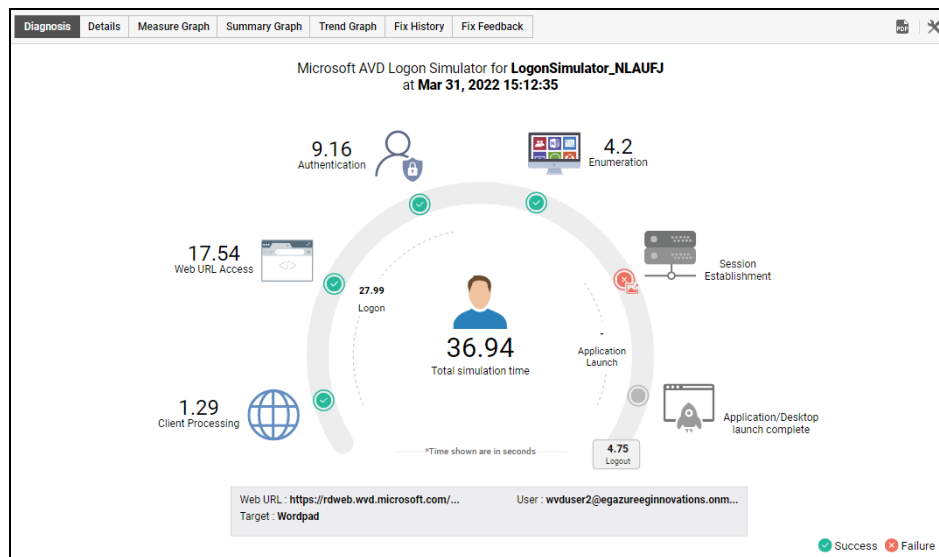 Diagnosis Details Measure Graph Summary Graph Trend Graph Fix History Fix Feedback
PDF
Microsoft AVD Logon Simulator for LogonSimulator_NLAUFJ
at Mar 31, 2022 15:12:35
9.16
Authentication
4.2
Enumeration
17.54
Web URL Access
Session
Establishment
27.99
Logon
-
Application
Launch
36.94
Total simulation time
1.29
Client Processing
Application/Desktop
launch complete
*Time shown are in seconds
4.75
Logout
Web URL : https://rdweb.wvd.microsoft.com/... User : wvduser2@egazureeginnovations.onm...
Target : Wordpad
Success Failure